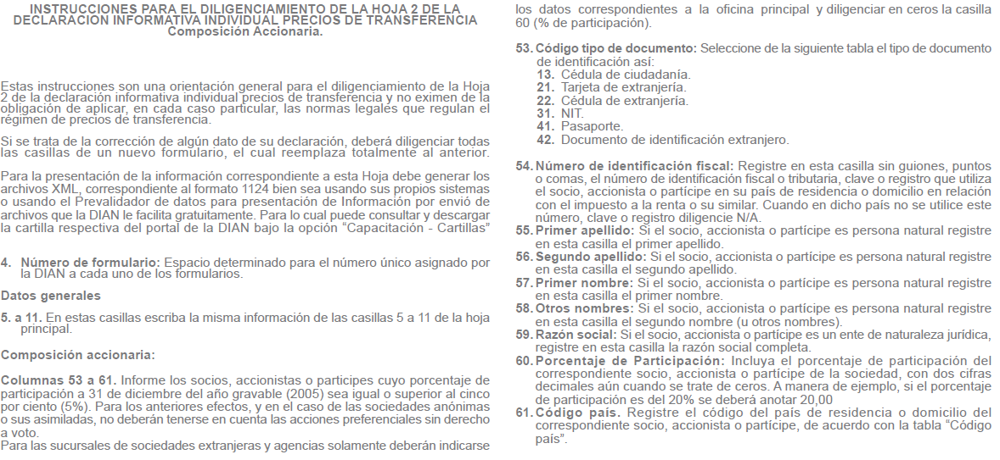 INSTRUCCIONES PARA EL DILIGENCIAMIENTO DE LA HOJA 2 DE LA
DECLARACION INFORMATIVA INDIVIDUAL PRECIOS DE TRANSFERENCIA
Composición Accionaria.
Estas instrucciones son una orientación general para el diligenciamiento de la Hoja
2 de la declaración informativa individual precios de transferencia y no eximen de la
obligación de aplicar, en cada caso particular, las normas legales que regulan el
régimen de precios de transferencia.
Si se trata de la corrección de algún dato de su declaración, deberá diligenciar todas
las casillas de un nuevo formulario, el cual reemplaza totalmente al anterior.
Para la presentación de la información correspondiente a esta Hoja debe generar los
archivos XML, correspondiente al formato 1124 bien sea usando sus propios sistemas
o usando el Prevalidador de datos para presentación de Información por envió de
archivos que la DIAN le facilita gratuitamente. Para lo cual puede consultar y descargar
la cartilla respectiva del portal de la DIAN bajo la opción “Capacitación - Cartillas”
4. Número de formulario: Espacio determinado para el número único asignado por
la DIAN a cada uno de los formularios.
Datos generales
5. a 11. En estas casillas escriba la misma información de las casillas 5 a 11 de la hoja
principal.
Composición accionaria:
Columnas 53 a 61. Informe los socios, accionistas o participes cuyo porcentaje de
participación a 31 de diciembre del año gravable (2005) sea igual o superior al cinco
por ciento (5%). Para los anteriores efectos, y en el caso de las sociedades anónimas
o sus asimiladas, no deberán tenerse en cuenta las acciones preferenciales sin derecho
a voto.
Para las sucursales de sociedades extranjeras y agencias solamente deberán indicarse
los datos correspondientes a la oficina principal y diligenciar en ceros la casilla
60 (% de participación).
53. Código tipo de documento: Seleccione de la siguiente tabla el tipo de documento
de identificación así:
13. Cédula de ciudadanía.
21. Tarjeta de extranjería.
22. Cédula de extranjería.
31. NIT.
41. Pasaporte.
42. Documento de identificación extranjero.
54. Número de identificación fiscal: Registre en esta casilla sin guiones, puntos
o comas, el número de identificación fiscal o tributaria, clave o registro que utiliza
el socio, accionista o partícipe en su país de residencia o domicilio en relación
con el impuesto a la renta o su similar. Cuando en dicho país no se utilice este
número, clave o registro diligencie N/A.
55. Primer apellido: Si el socio, accionista o partícipe es persona natural registre
en esta casilla el primer apellido.
56. Segundo apellido: Si el socio, accionista o partícipe es persona natural registre
en esta casilla el segundo apellido.
57. Primer nombre: Si el socio, accionista o partícipe es persona natural registre
en esta casilla el primer nombre.
58. Otros nombres: Si el socio, accionista o partícipe es persona natural registre
en esta casilla el segundo nombre (u otros nombres).
59. Razón social: Si el socio, accionista o partícipe es un ente de naturaleza jurídica,
registre en esta casilla la razón social completa.
60. Porcentaje de Participación: Incluya el porcentaje de participación del
correspondiente socio, accionista o partícipe de la sociedad, con dos cifras
decimales aún cuando se trate de ceros. A manera de ejemplo, si el porcentaje
de participación es del 20% se deberá anotar 20,00
61. Código país. Registre el código del país de residencia o domicilio del
correspondiente socio, accionista o partícipe, de acuerdo con la tabla “Código
país”.